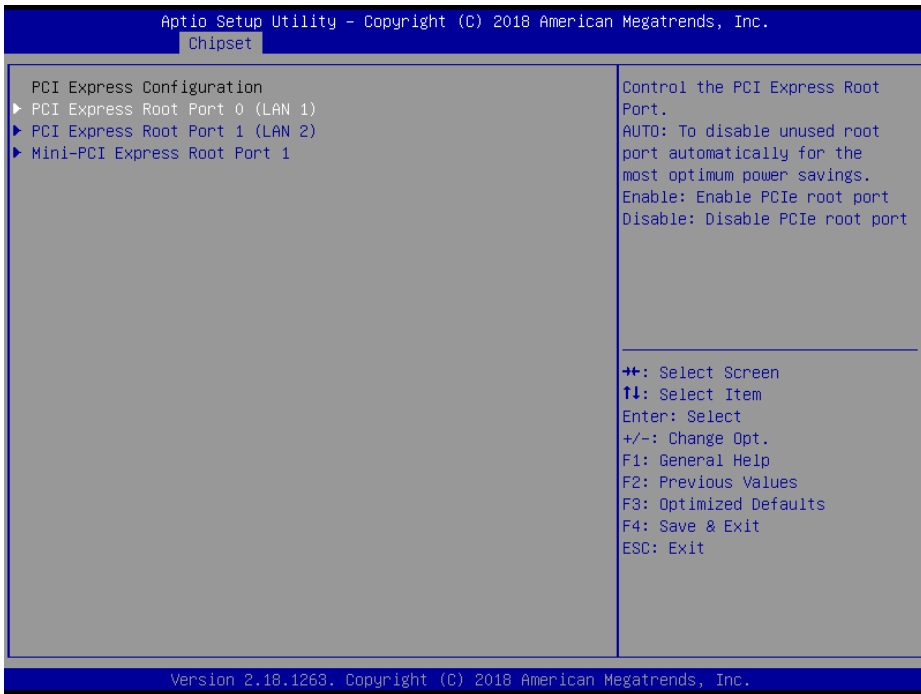 Aptio Setup Utility – Copyright (C) 2018 American Megatrends, Inc.
Chipset
PCI Express Configuration
PCI Express Root Port 0 (LAN 1)
PCI Express Root Port 1 (LAN 2)
Mini-PCI Express Root Port 1
Control the PCI Express Root
Port.
AUTO: To disable unused root
port automatically for the
most optimum power savings.
Enable: Enable PCIe root port
Disable: Disable PCIe root port
→←: Select Screen
↑↓: Select Item
Enter: Select
+/-: Change Opt.
F1: General Help
F2: Previous Values
F3: Optimized Defaults
F4: Save & Exit
ESC: Exit
Version 2.18.1263. Copyright (C) 2018 American Megatrends, Inc.